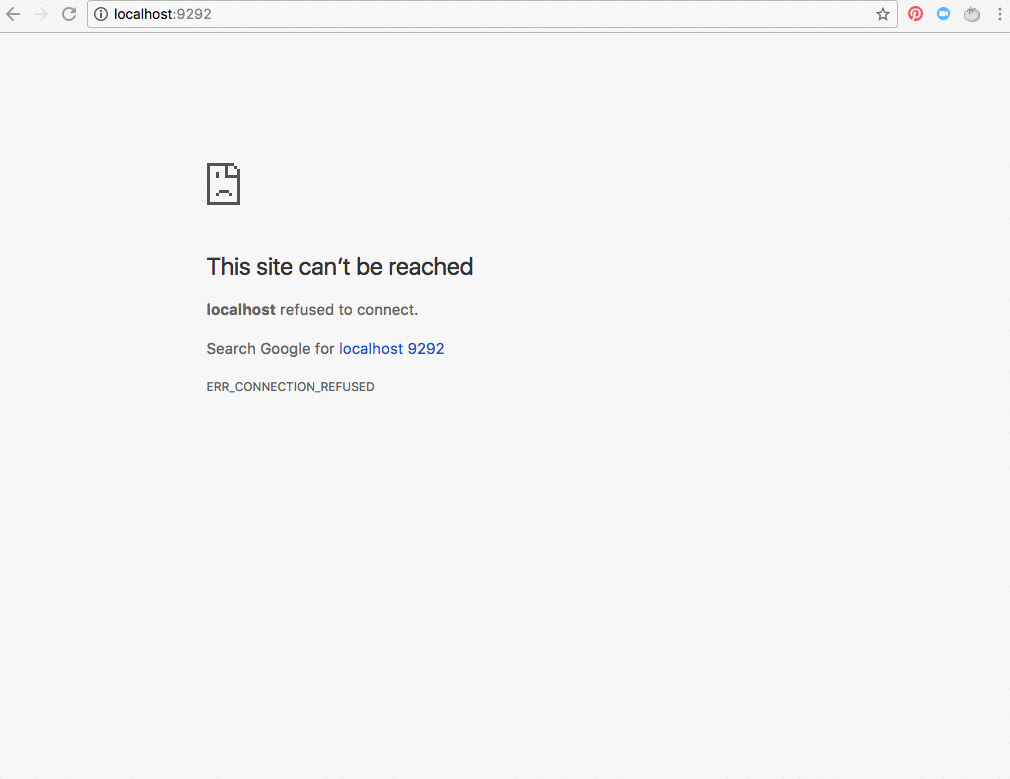 localhost:9292
This site can’t be reached
localhost refused to connect.
Search Google for localhost 9292
ERR_CONNECTION_REFUSED